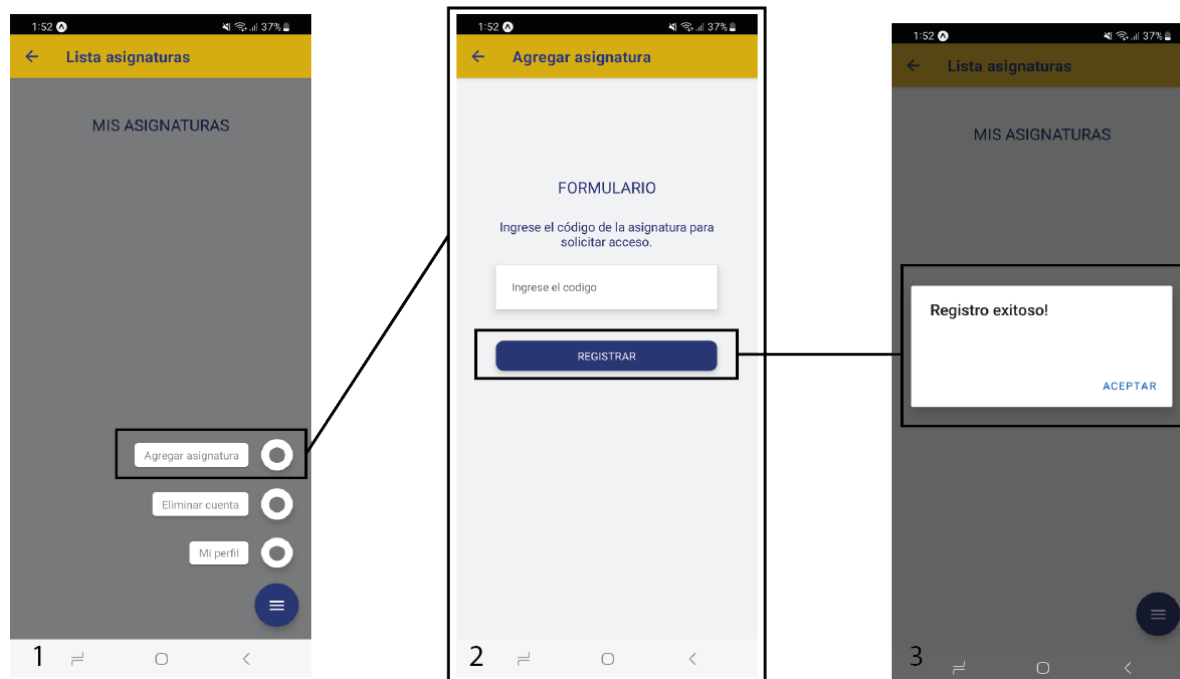 1:52
37%
Lista asignaturas
MIS ASIGNATURAS
Agregar asignatura
Eliminar cuenta
Mi perfil
1
1:52
37%
Agregar asignatura
FORMULARIO
Ingrese el código de la asignatura para
solicitar acceso.
Ingrese el codigo
REGISTRAR
2
1:52
37%
Lista asignaturas
MIS ASIGNATURAS
Registro exitoso!
ACEPTAR
3